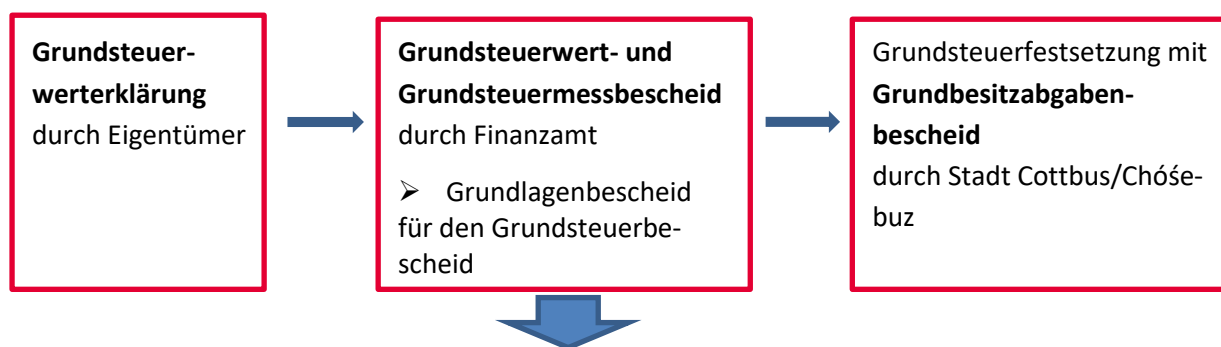 Grundsteuer-
werterklärung
durch Eigentümer
Grundsteuerwert- und
Grundsteuermessbescheid
durch Finanzamt
➢ Grundlagenbescheid
für den Grundsteuerbe-
scheid
Grundsteuerfestsetzung mit
Grundbesitzabgaben-
bescheid
durch Stadt Cottbus/Chóśe-
buz